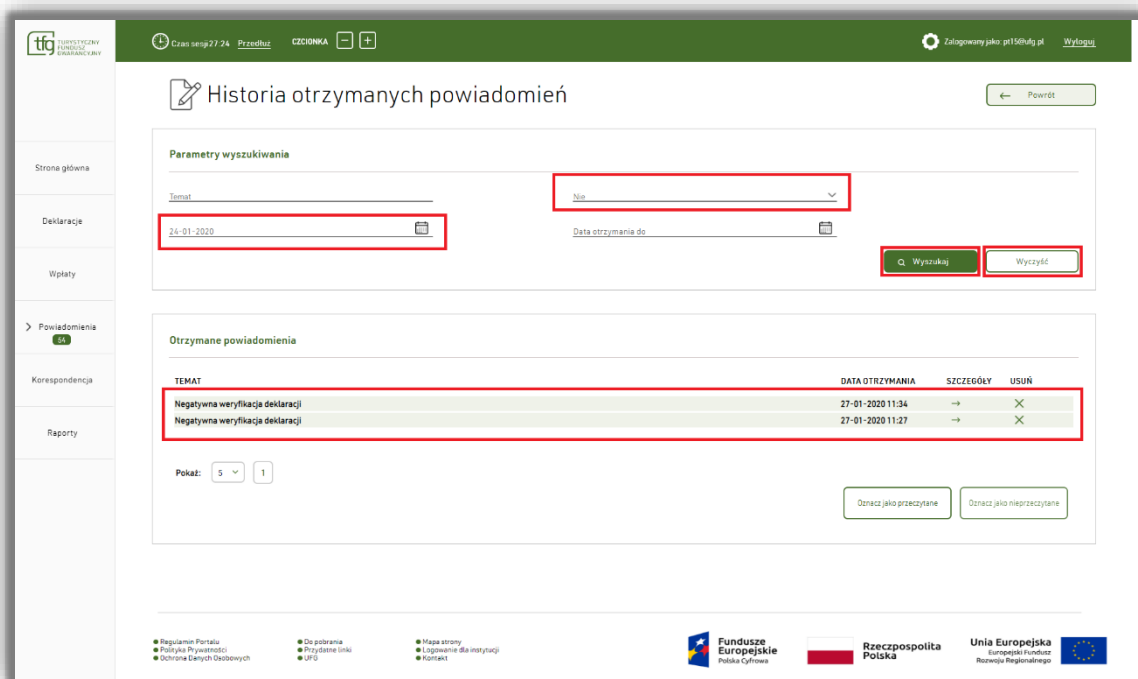 tfg TURYSTYCZNY
FUNDUSZ
GWARANCYJNY
Czas sesji 27:24 Przedłuż CZCIONKA
Zalogowany jako: pt15@ufg.pl Wyloguj
Historia otrzymanych powiadomień
Powrót
Strona główna
Deklaracje
Wpłaty
Powiadomienia
54
Korespondencja
Raporty
Parametry wyszukiwania
Temat
Nie
24-01-2020
Data otrzymania do
Wyszukaj
Wyczyść
Otrzymane powiadomienia
TEMAT DATA OTRZYMANIA SZCZEGÓŁY USUŃ
Negatywna weryfikacja deklaracji 27-01-2020 11:34
Negatywna weryfikacja deklaracji 27-01-2020 11:27
Pokaż: 5 1
Oznacz jako przeczytane
Oznacz jako nieprzeczytane
Regulamin Portalu
Polityka Prywatności
Ochrona Danych Osobowych
Do pobrania
Przydatne linki
UFG
Mapa strony
Logowanie dla instytucji
Kontakt
Fundusze
Europejskie
Polska Cyfrowa
Rzeczpospolita
Polska
Unia Europejska
Europejski Fundusz
Rozwoju Regionalnego